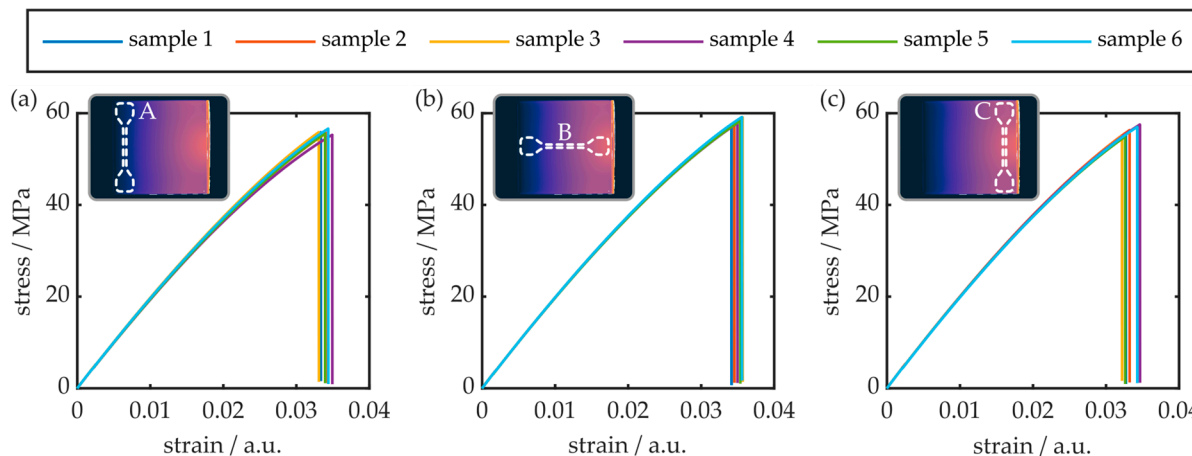 sample 1 sample 2 sample 3 sample 4 sample 5 sample 6
(a) (b) (c)
A B C
60 60 60
40 40 40
20 20 20
0 0 0
stress / MPa stress / MPa stress / MPa
0 0.01 0.02 0.03 0.04 0 0.01 0.02 0.03 0.04 0 0.01 0.02 0.03 0.04
strain / a.u. strain / a.u. strain / a.u.